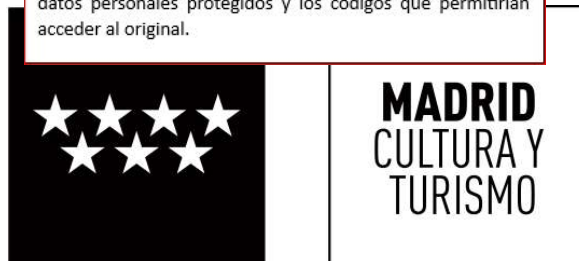 datos personales protegidos y los códigos que permitirían
acceder al original.
MADRID
CULTURA Y
TURISMO